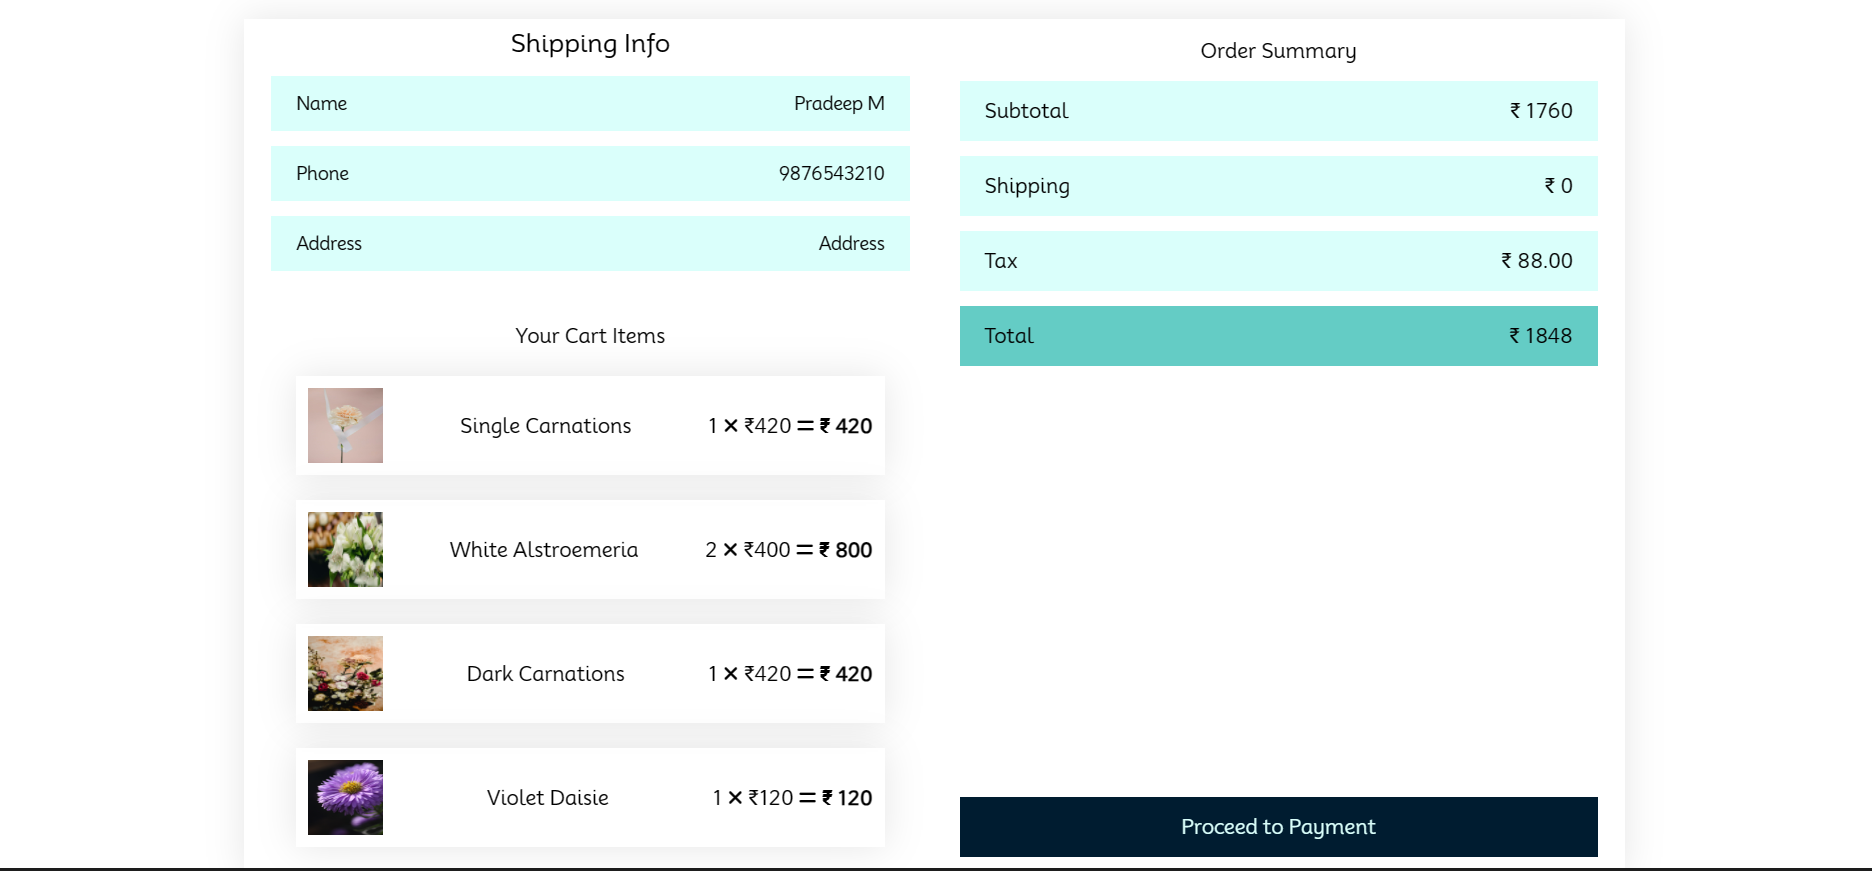 Shipping Info
Name Pradeep M
Phone 9876543210
Address Address
Your Cart Items
Single Carnations 1 × ₹420 = ₹ 420
White Alstroemeria 2 × ₹400 = ₹ 800
Dark Carnations 1 × ₹420 = ₹ 420
Violet Daisie 1 × ₹120 = ₹ 120
Order Summary
Subtotal ₹ 1760
Shipping ₹ 0
Tax ₹ 88.00
Total ₹ 1848
Proceed to Payment